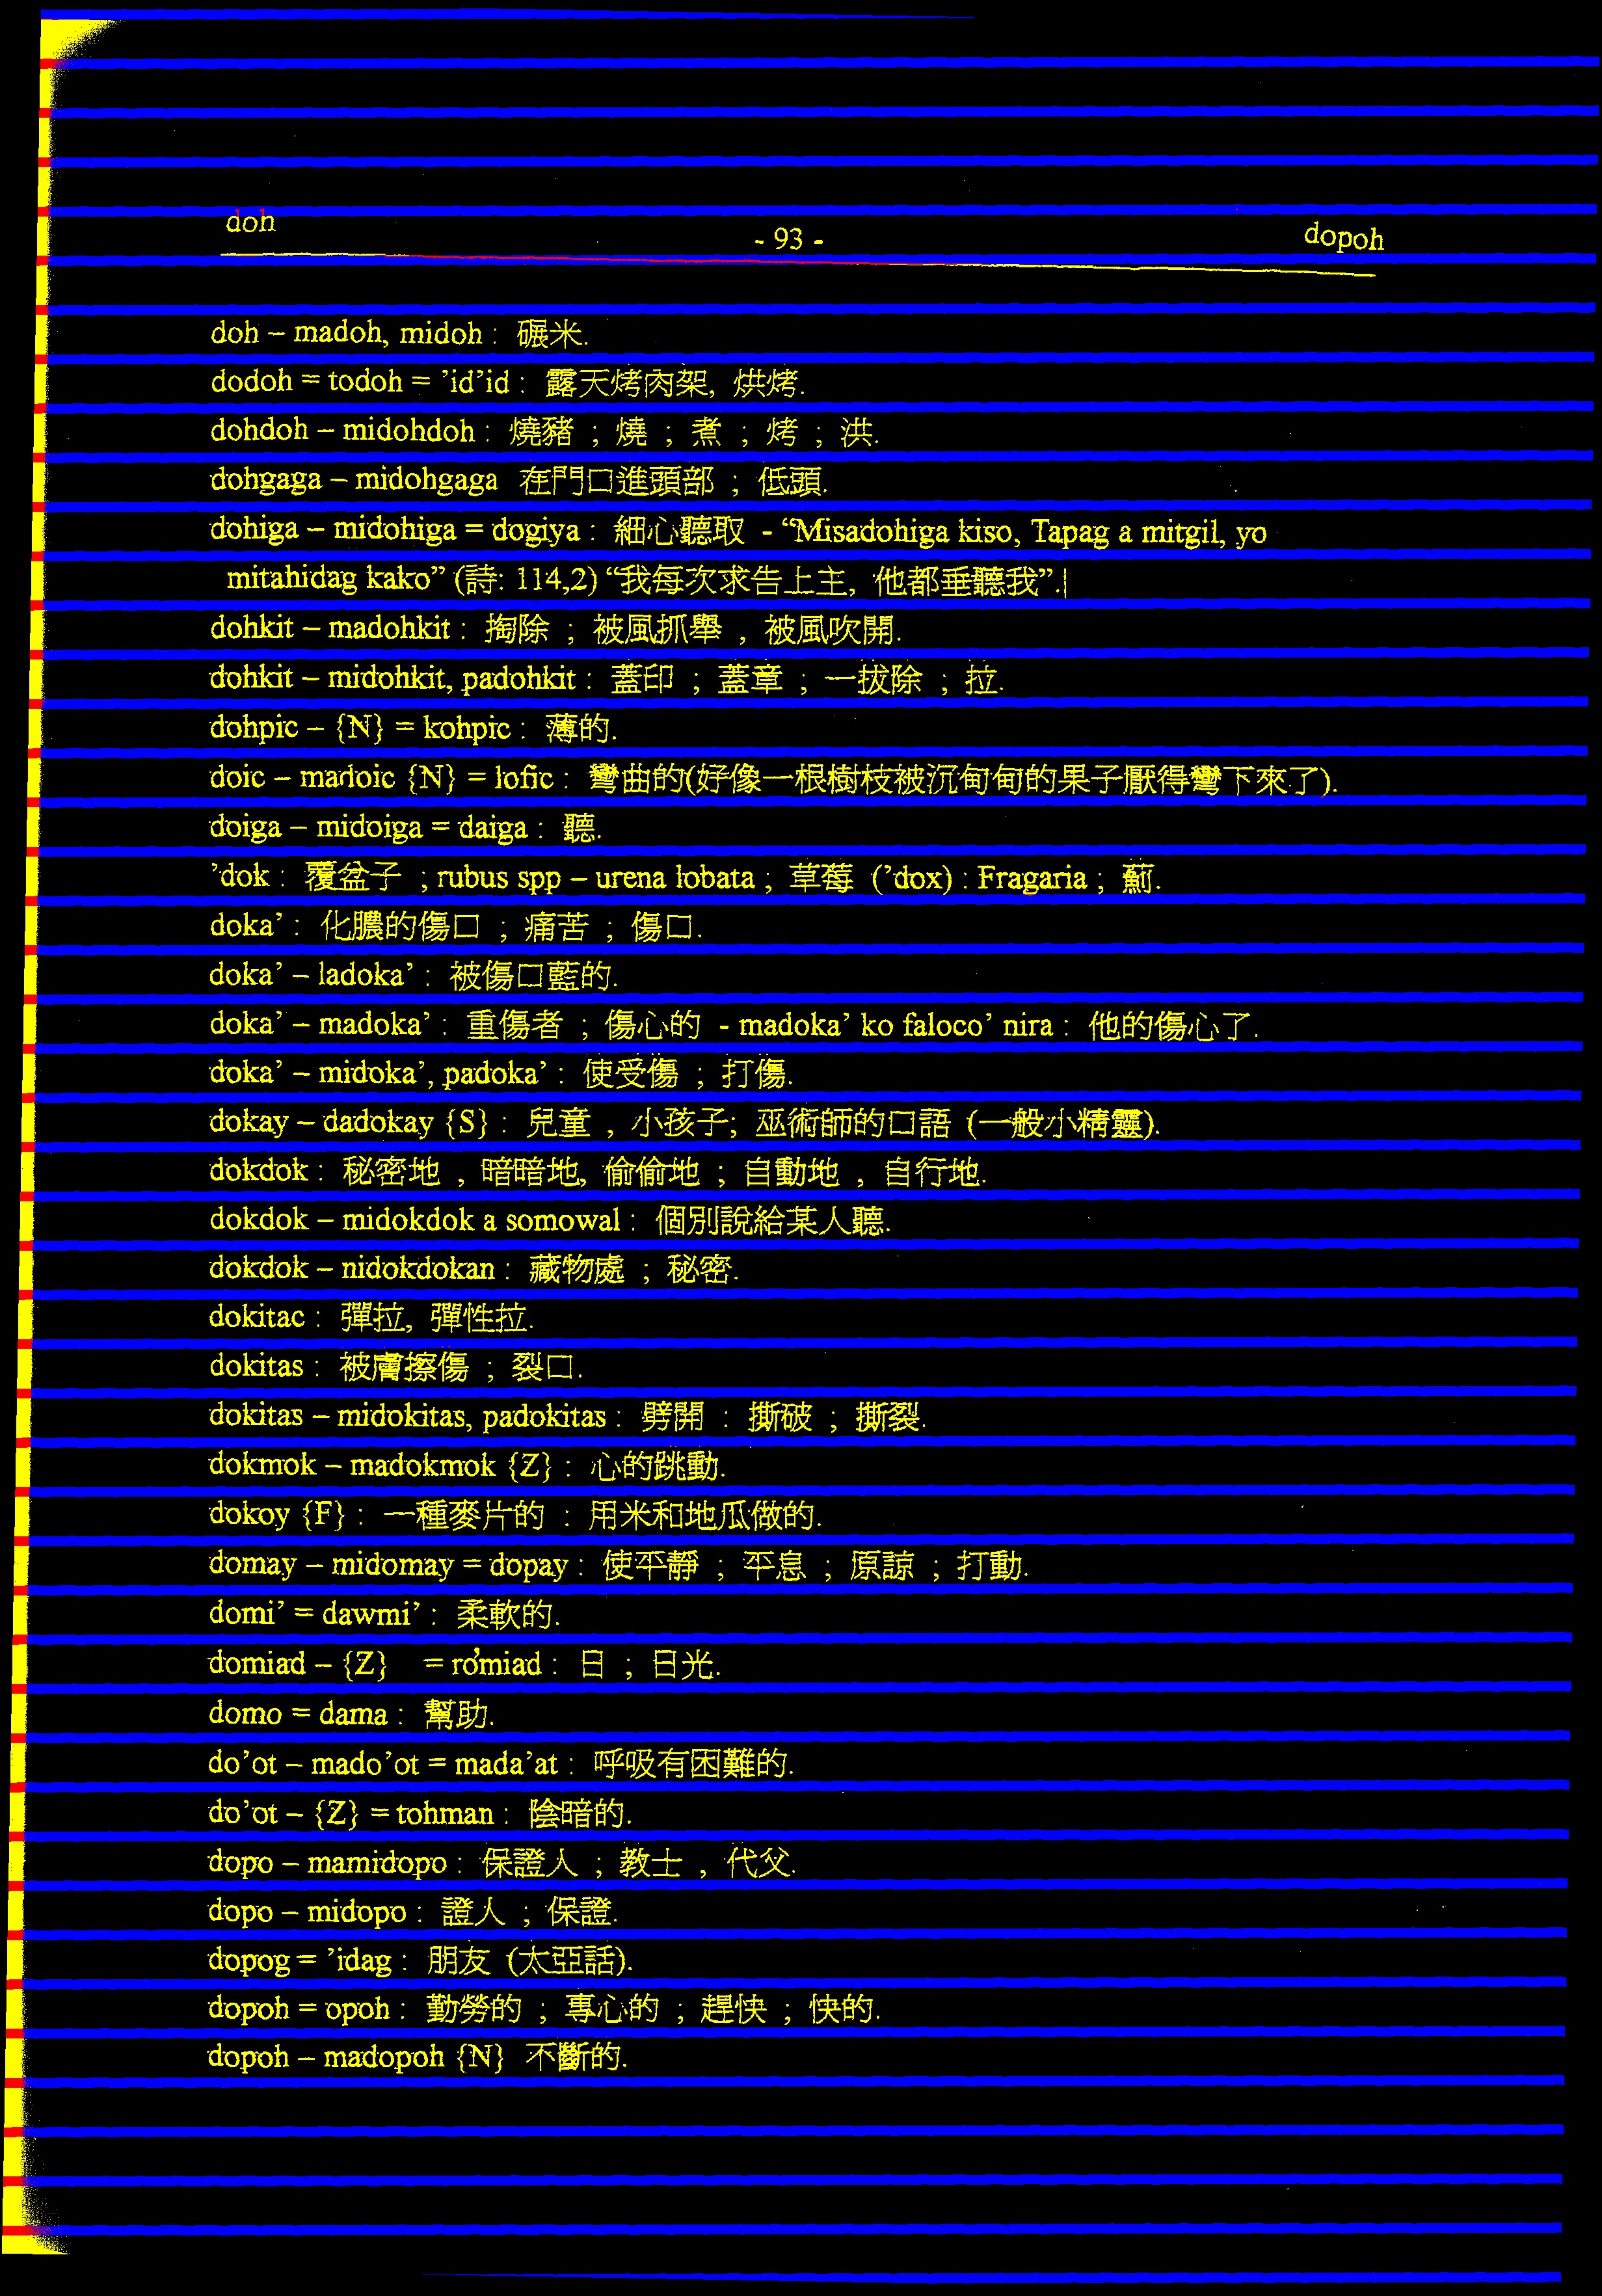 doh
- 93 -
dopoh
doh – madoh, midoh : 碾米.
dodoh = todoh = ’id’id : 露天烤肉架, 烘烤.
dohdoh – midohdoh : 燒豬 ; 燒 ; 煮 ; 烤 ; 洪.
dohgaga – midohgaga 在門口進頭部 ; 低頭.
dohiga – midohiga = dogiya : 細心聽取 - “Misadohiga kiso, Tapag a mitgil, yo
mitahidag kako” (詩: 114,2) “我每次求告上主, 他都垂聽我”.|
dohkit – madohkit : 掏除 ; 被風抓舉 , 被風吹開.
dohkit – midohkit, padohkit : 蓋印 ; 蓋章 ; 一拔除 ; 拉.
dohpic – {N} = kohpic : 薄的.
doic – madoic {N} = lofic : 彎曲的(好像一根樹枝被沉甸甸的果子厭得彎下來了).
doiga – midoiga = daiga : 聽.
’dok : 覆盆子 ; rubus spp – urena lobata ; 草莓 (’dox) : Fragaria ; 薊.
doka’ : 化膿的傷口 ; 痛苦 ; 傷口.
doka’ – ladoka’ : 被傷口藍的.
doka’ – madoka’ : 重傷者 ; 傷心的 - madoka’ ko faloco’ nira : 他的傷心了.
doka’ – midoka’, padoka’ : 使受傷 ; 打傷.
dokay – dadokay {S} : 兒童 , 小孩子; 巫術師的口語 (一般小精靈).
dokdok : 秘密地 , 暗暗地, 偷偷地 ; 自動地 , 自行地.
dokdok – midokdok a somowal : 個別說給某人聽.
dokdok – nidokdokan : 藏物處 ; 秘密.
dokitac : 彈拉, 彈性拉.
dokitas : 被膚擦傷 ; 裂口.
dokitas – midokitas, padokitas : 劈開 : 撕破 ; 撕裂.
dokmok – madokmok {Z} : 心的跳動.
dokoy {F} : 一種麥片的 : 用米和地瓜做的.
domay – midomay = dopay : 使平靜 ; 平息 ; 原諒 ; 打動.
domi’ = dawmi’ : 柔軟的.
domiad – {Z} = ro’miad : 日 ; 日光.
domo = dama : 幫助.
do’ot – mado’ot = mada’at : 呼吸有困難的.
do’ot – {Z} = tohman : 陰暗的.
dopo – mamidopo : 保證人 ; 教士 , 代父.
dopo – midopo : 證人 ; 保證.
dopog = ’idag : 朋友 (太亞話).
dopoh = opoh : 勤勞的 ; 專心的 ; 趕快 ; 快的.
dopoh – madopoh {N} 不斷的.